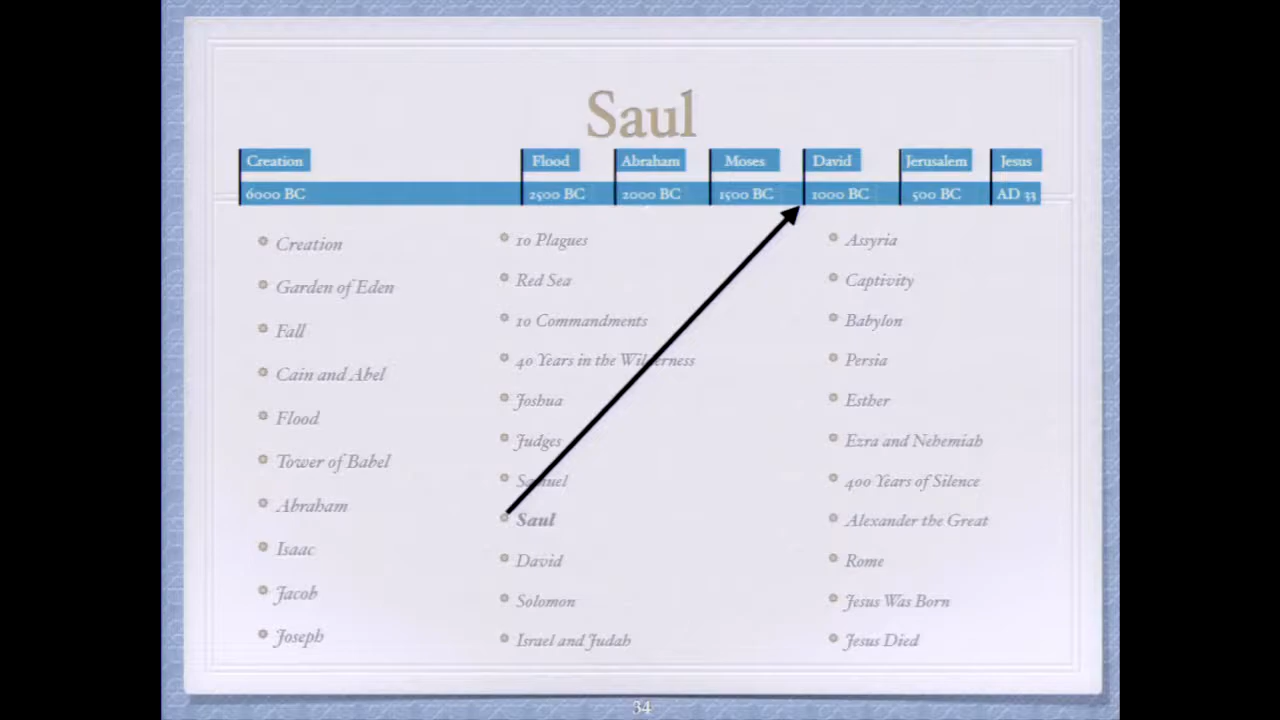 Saul
Creation Flood Abraham Moses David Jerusalem Jesus
6000 BC 2500 BC 2000 BC 1500 BC 1000 BC 500 BC AD 33
Creation
Garden of Eden
Fall
Cain and Abel
Flood
Tower of Babel
Abraham
Isaac
Jacob
Joseph
10 Plagues
Red Sea
10 Commandments
40 Years in the Wilderness
Joshua
Judges
Samuel
Saul
David
Solomon
Israel and Judah
Assyria
Captivity
Babylon
Persia
Esther
Ezra and Nehemiah
400 Years of Silence
Alexander the Great
Rome
Jesus Was Born
Jesus Died
34